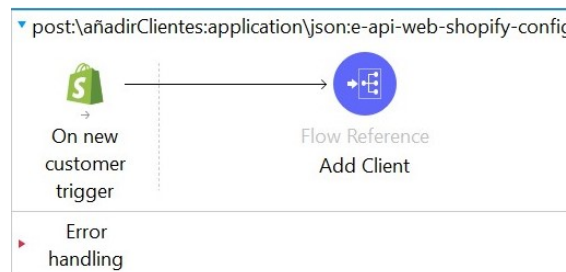 post:\añadirClientes:application\json:e-api-web-shopify-config
On new
customer
trigger
Flow Reference
Add Client
Error
handling